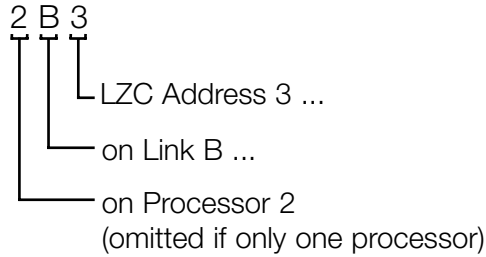 2 B 3
LZC Address 3 ...
on Link B ...
on Processor 2
(omitted if only one processor)